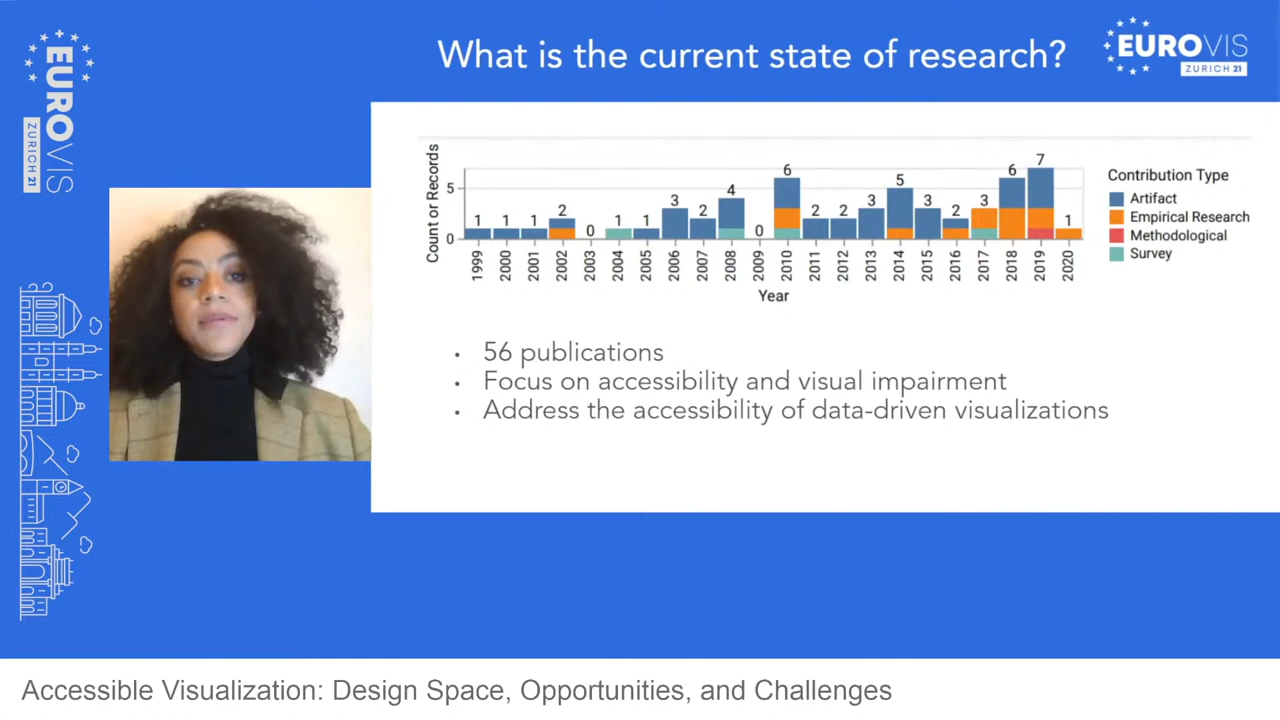 What is the current state of research?
EUROVIS
ZURICH 21
EUROVIS
ZURICH 21
Count or Records
5
0
1 1 1 2 0 1 1 3 2 4 0 6 2 2 3 5 3 2 3 6 7 1
1999 2000 2001 2002 2003 2004 2005 2006 2007 2008 2009 2010 2011 2012 2013 2014 2015 2016 2017 2018 2019 2020
Year
Contribution Type
Artifact
Empirical Research
Methodological
Survey
• 56 publications
• Focus on accessibility and visual impairment
• Address the accessibility of data-driven visualizations
Accessible Visualization: Design Space, Opportunities, and Challenges